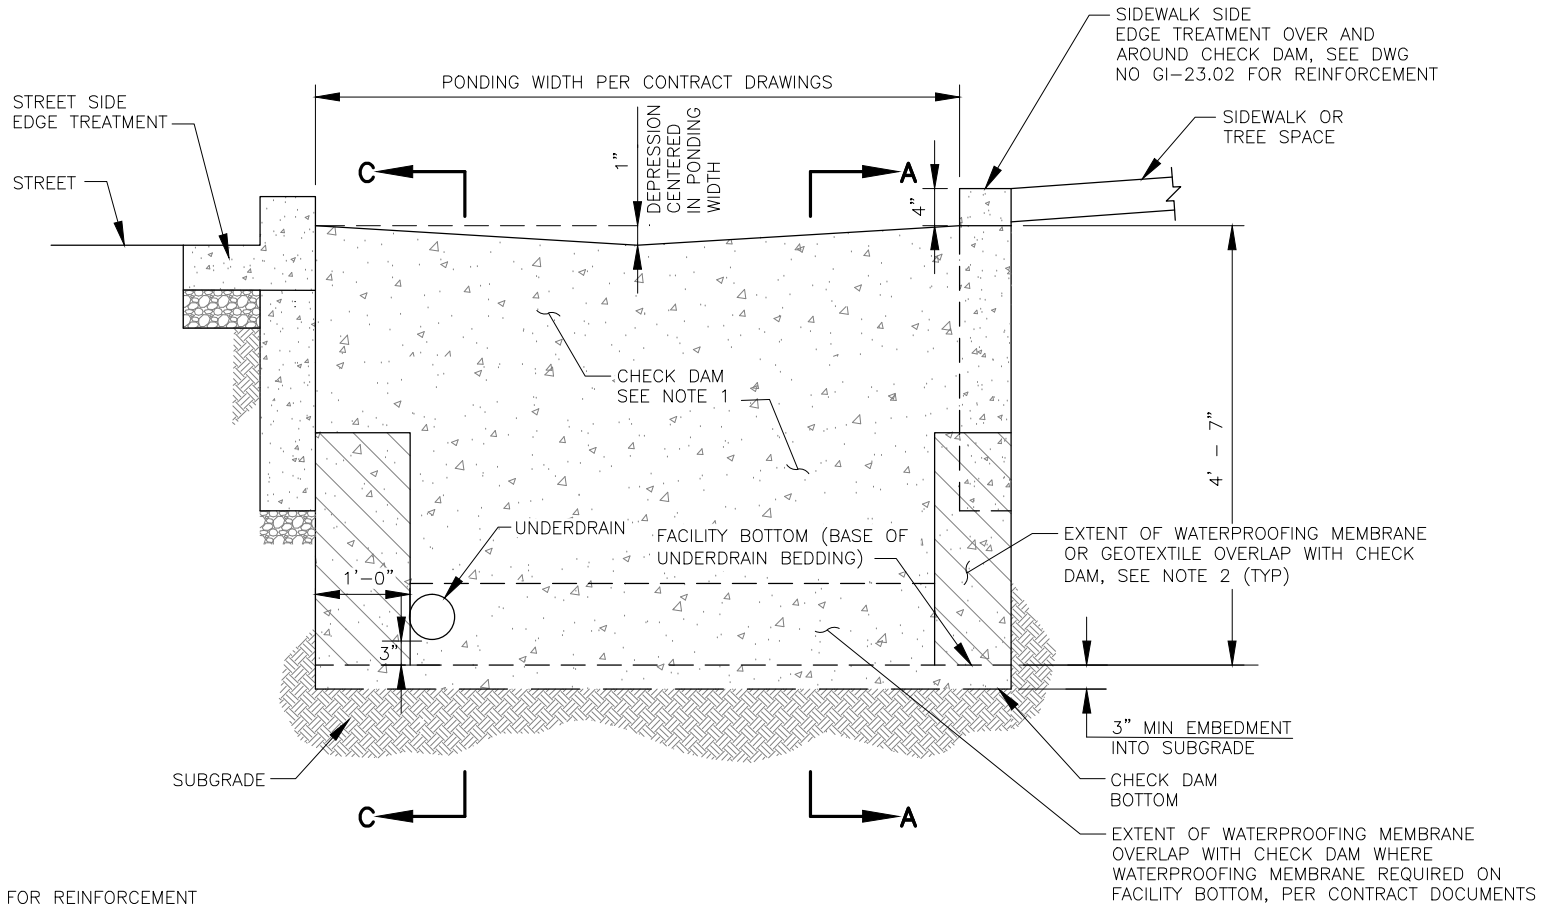 SIDEWALK SIDE
EDGE TREATMENT OVER AND
AROUND CHECK DAM, SEE DWG
NO GI-23.02 FOR REINFORCEMENT
PONDING WIDTH PER CONTRACT DRAWINGS
STREET SIDE
EDGE TREATMENT
SIDEWALK OR
TREE SPACE
1"
DEPRESSION
CENTERED
IN PONDING
WIDTH
C
A
STREET
4"
CHECK DAM
SEE NOTE 1
4' - 7"
UNDERDRAIN
FACILITY BOTTOM (BASE OF
UNDERDRAIN BEDDING)
EXTENT OF WATERPROOFING MEMBRANE
OR GEOTEXTILE OVERLAP WITH CHECK
DAM, SEE NOTE 2 (TYP)
1'-0"
3"
3" MIN EMBEDMENT
INTO SUBGRADE
SUBGRADE
CHECK DAM
BOTTOM
C
A
EXTENT OF WATERPROOFING MEMBRANE
OVERLAP WITH CHECK DAM WHERE
WATERPROOFING MEMBRANE REQUIRED ON
FACILITY BOTTOM, PER CONTRACT DOCUMENTS
FOR REINFORCEMENT